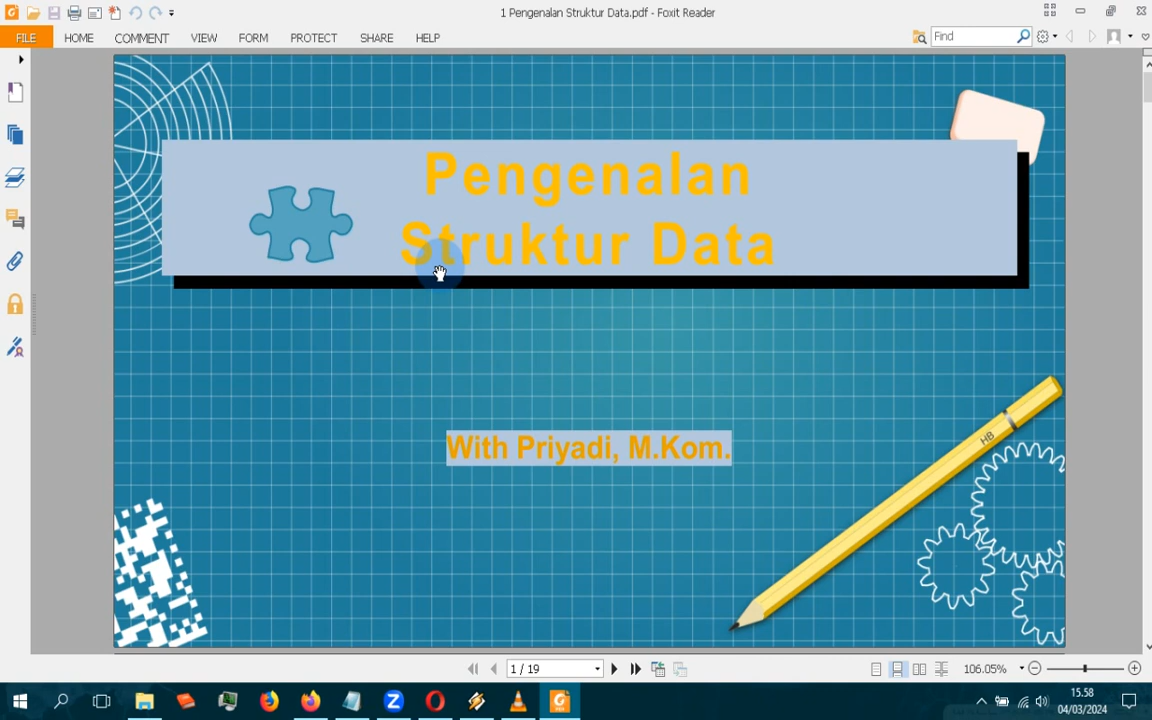 1 Pengenalan Struktur Data.pdf - Foxit Reader
FILE HOME COMMENT VIEW FORM PROTECT SHARE HELP
Find
Pengenalan
Struktur Data
With Priyadi, M.Kom.
HB
1 / 19
106.05%
15.58
04/03/2024